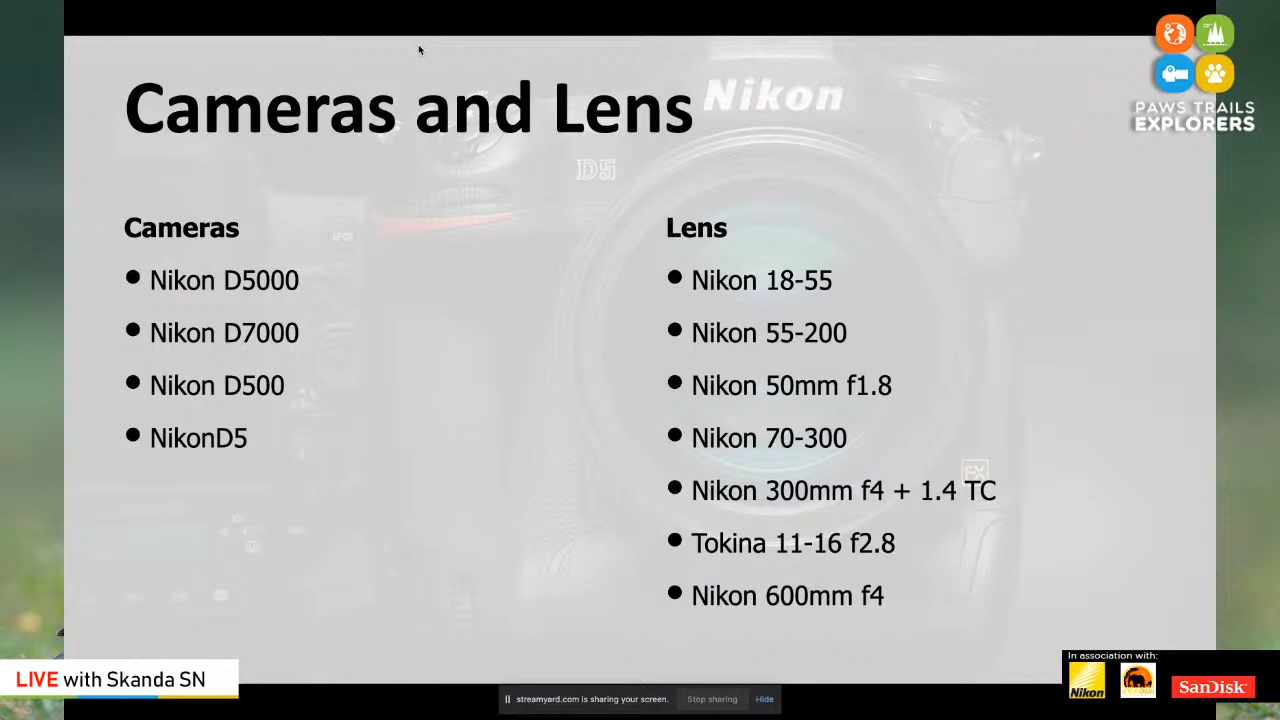 Cameras and Lens
Nikon
D5
PAWS TRAILS
EXPLORERS
Cameras
Nikon D5000
Nikon D7000
Nikon D500
NikonD5
Lens
Nikon 18-55
Nikon 55-200
Nikon 50mm f1.8
Nikon 70-300
Nikon 300mm f4 + 1.4 TC
Tokina 11-16 f2.8
Nikon 600mm f4
FX
LIVE with Skanda SN
streamyard.com is sharing your screen.
Stop sharing
Hide
In association with:
Nikon
SanDisk